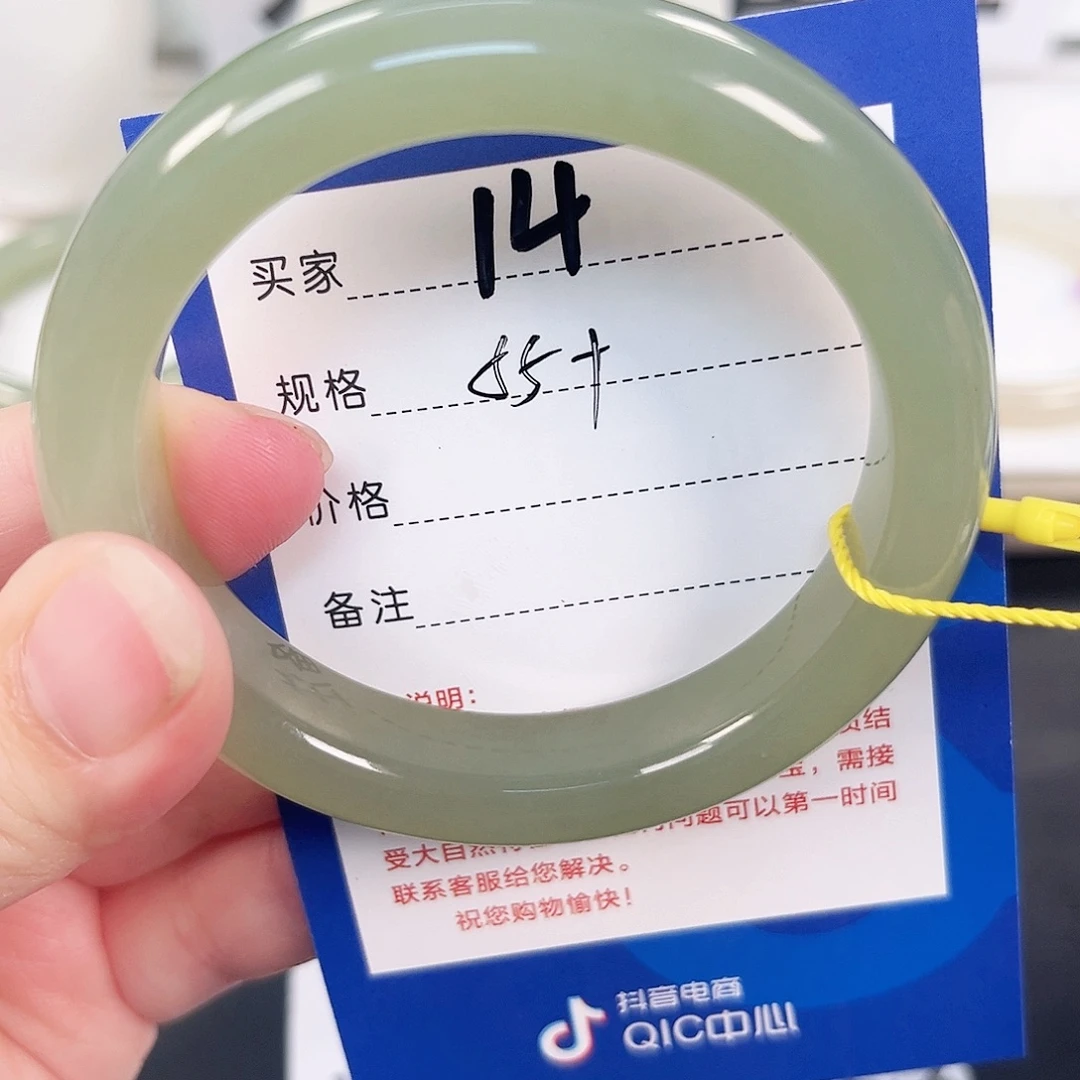 买家 14
规格 55+
价格
备注
说明：
结
，需接
问题可以第一时间
受大自然
联系客服给您解决。
祝您购物愉快！
抖音电商
QIC中心